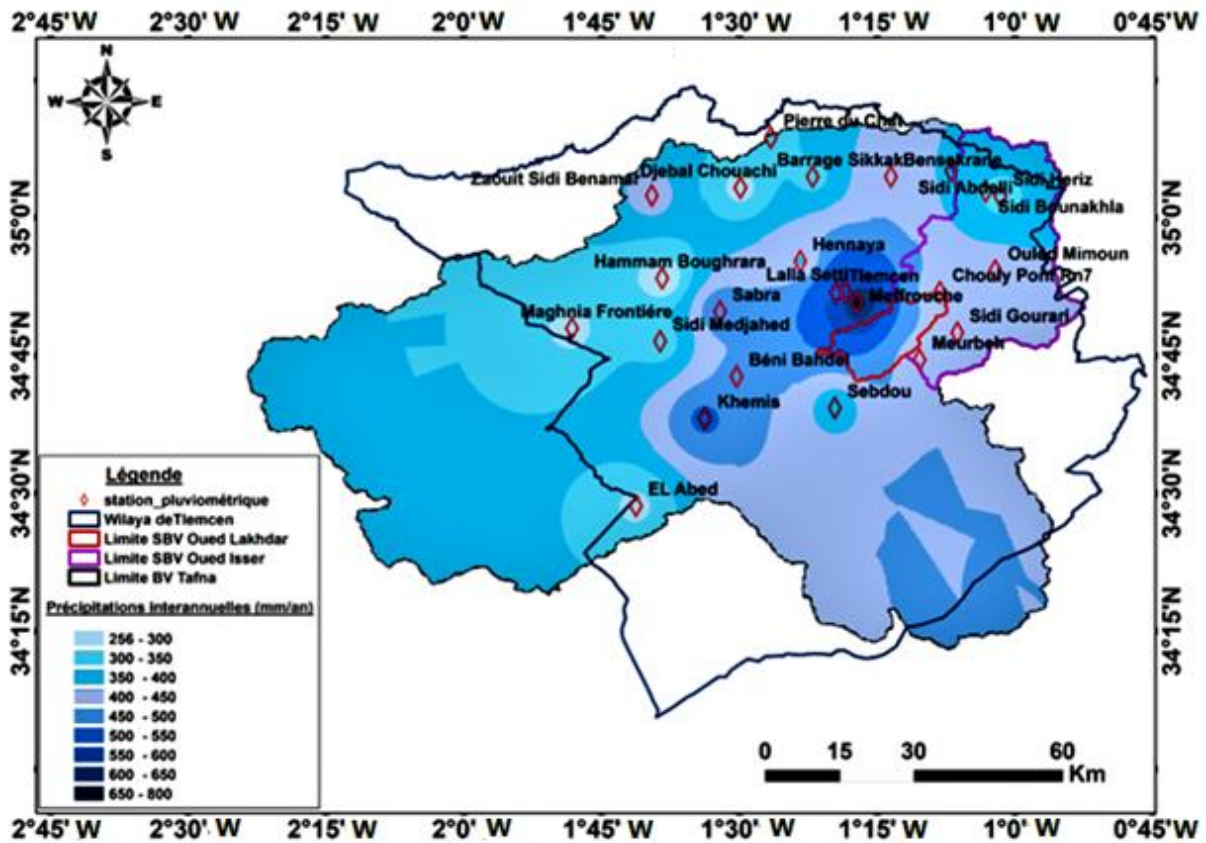 2°45'W 2°30'W 2°15'W 2°0'W 1°45'W 1°30'W 1°15'W 1°0'W 0°45'W
N
W E
S
Pierre du Chat
Djebal Chouachi Barrage Sikkak Bensekrane
Zaouit Sidi Benamar Sidi Abdelli Sidi Heriz
Sidi Bounakhla
35°0'N 35°0'N
Hennaya Ouled Mimoun
Hammam Boughrara Lalla Setti Tlemcen Chouly Pont Rn7
Sabra Meffrouche
Maghnia Frontiére Sidi Medjahed Sidi Gourari
34°45'N Béni Bahdel Meurbeh 34°45'N
Khemis Sebdou
34°30'N EL Abed 34°30'N
34°15'N 34°15'N
Légende
station_pluviométrique
Wilaya deTlemcen
Limite SBV Oued Lakhdar
Limite SBV Oued Isser
Limite BV Tafna
Précipitations interannuelles (mm/an)
256 - 300
300 - 350
350 - 400
400 - 450
450 - 500
500 - 550
550 - 600
600 - 650
650 - 800
0 15 30 60
Km
2°45'W 2°30'W 2°15'W 2°0'W 1°45'W 1°30'W 1°15'W 1°0'W 0°45'W